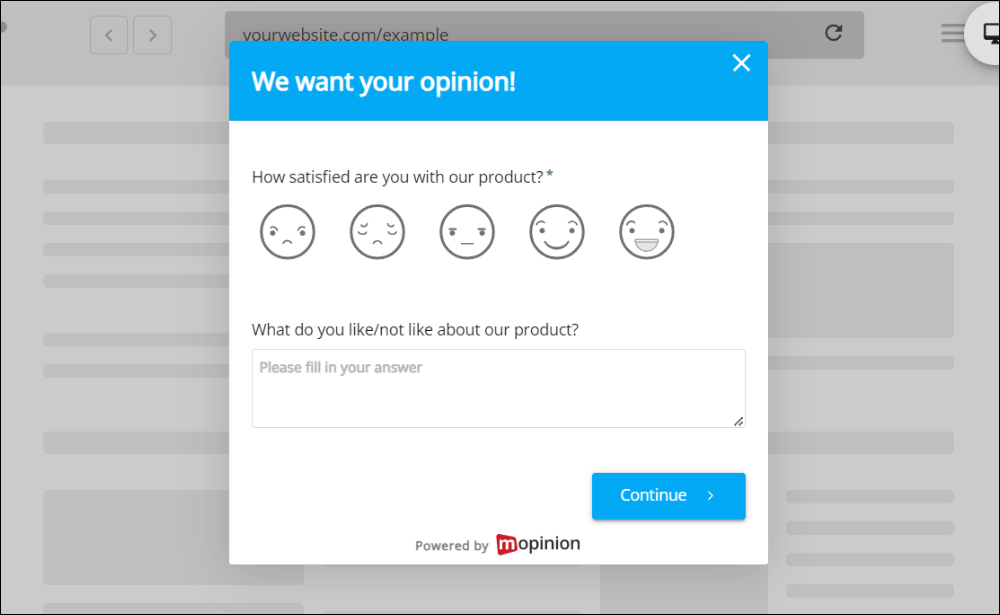 yourwebsite.com/example
We want your opinion!
How satisfied are you with our product? *
What do you like/not like about our product?
Please fill in your answer
Continue
Powered by mopinion